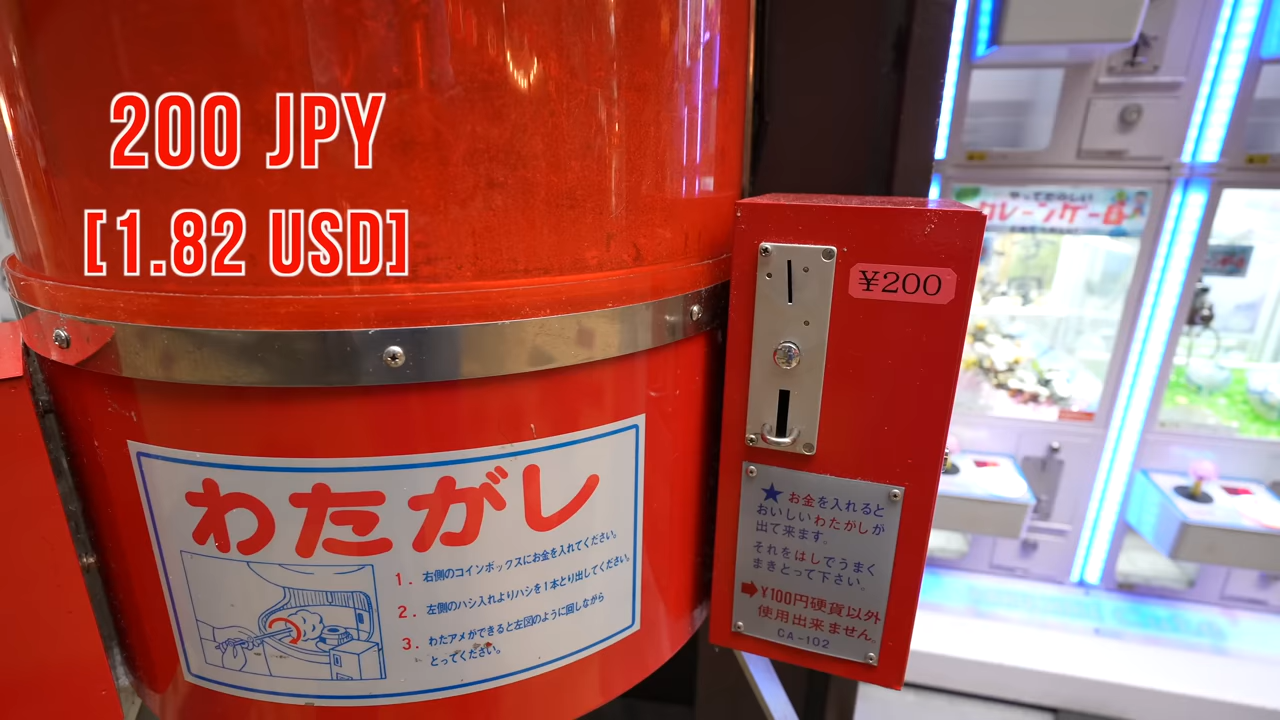 200 JPY
[1.82 USD]
¥200
わたがし
1. 右側のコインボックスにお金を入れてください。
2. 左側のハシ入れよりハシを1本とり出してください。
3. わたアメができると左図のように回しながら
とってください。
★お金を入れると
おいしいわたがしが
出て来ます。
それをはしでうまく
まきとって下さい。
➡¥100円硬貨以外
使用出来ません。
CA-102
クレーンゲーム